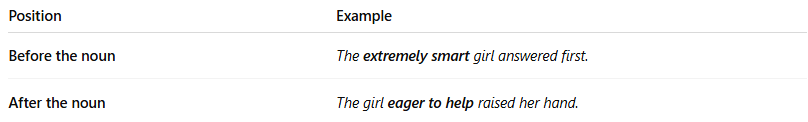 Position Example
Before the noun The extremely smart girl answered first.
After the noun The girl eager to help raised her hand.